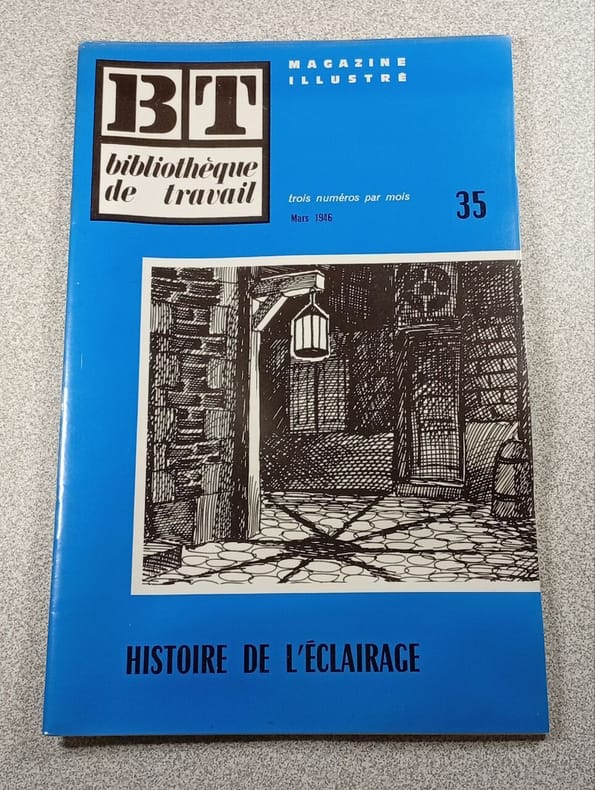 BT
bibliothèque
de travail
MAGAZINE
ILLUSTRÉ
trois numéros par mois
Mars 1946
35
HISTOIRE DE L'ÉCLAIRAGE